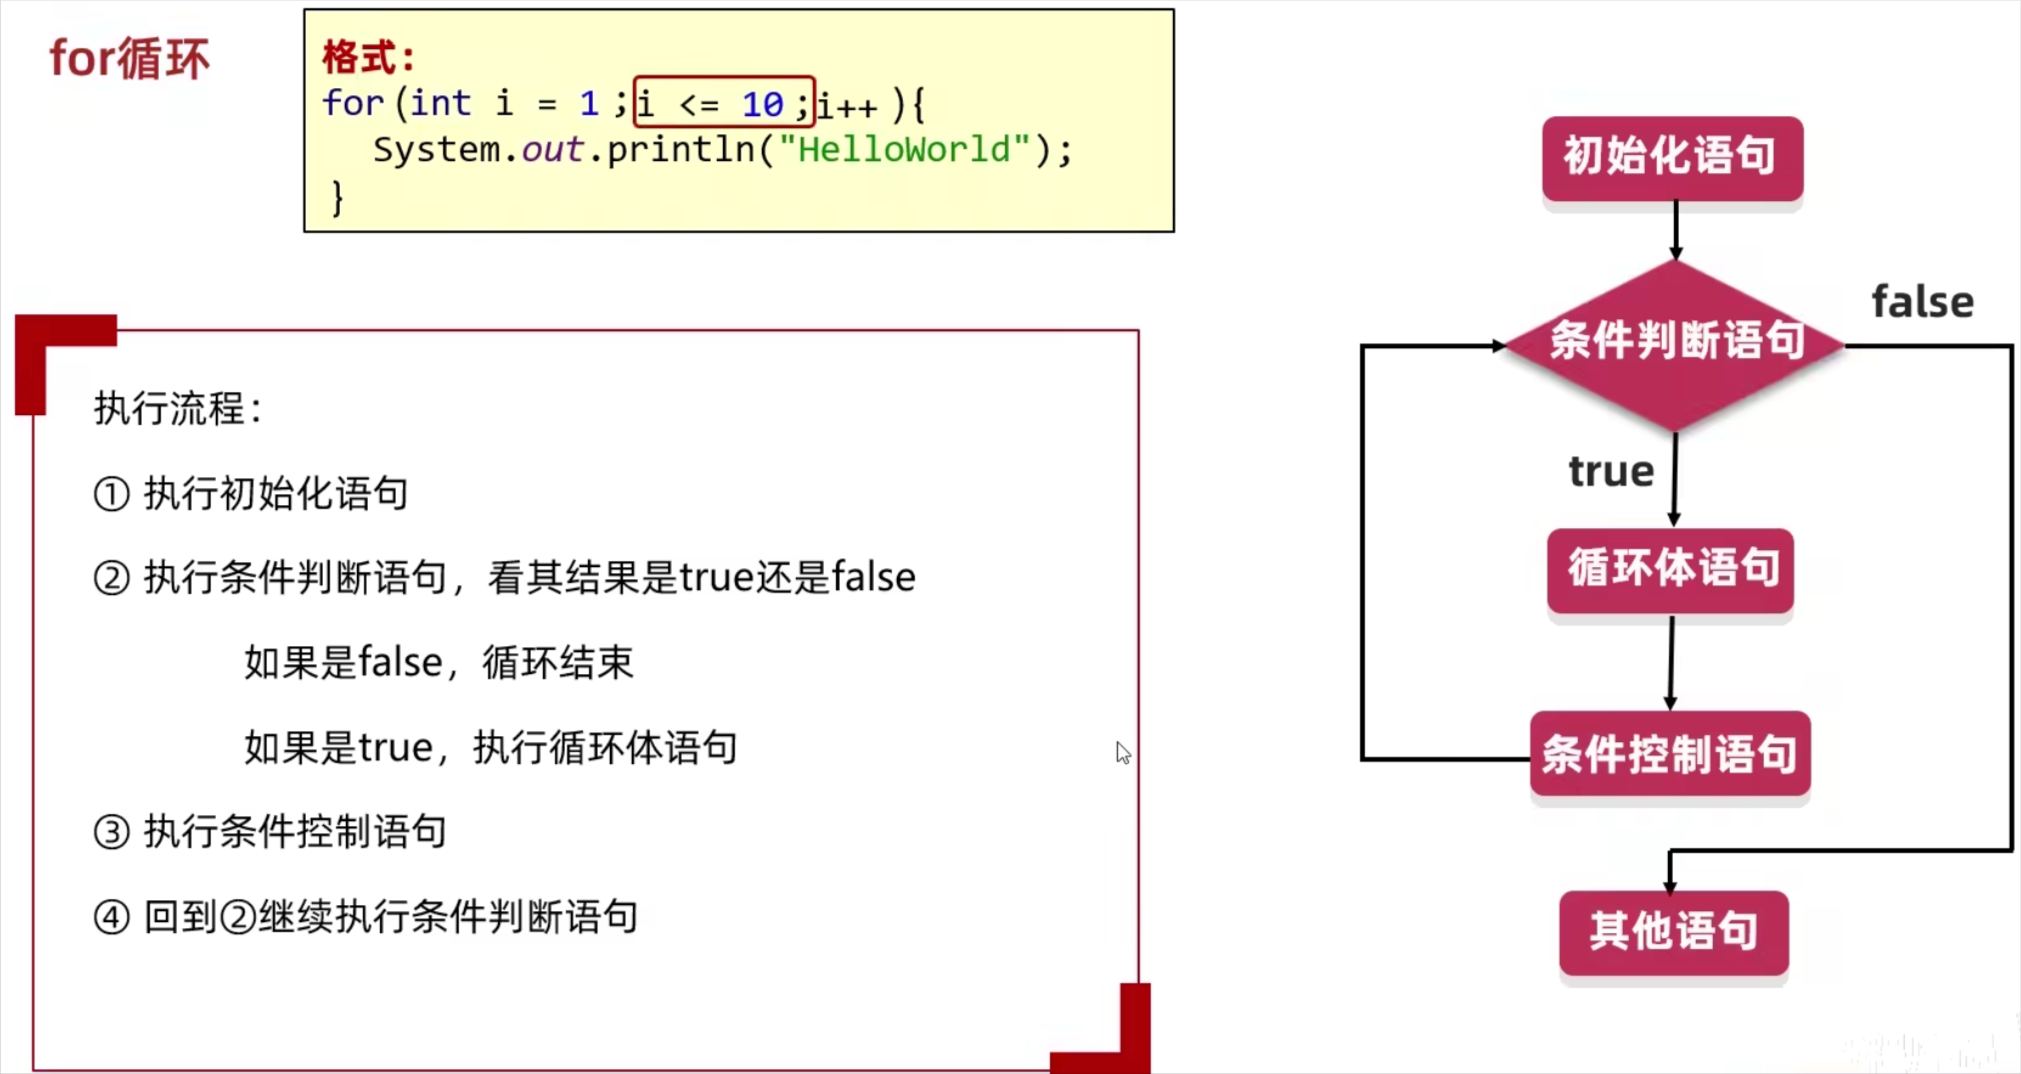 for循环
格式：
for(int i = 1;i <= 10;i++ ){
System.out.println("HelloWorld");
}
执行流程：
① 执行初始化语句
② 执行条件判断语句，看其结果是true还是false
如果是false，循环结束
如果是true，执行循环体语句
③ 执行条件控制语句
④ 回到②继续执行条件判断语句
初始化语句
条件判断语句
false
true
循环体语句
条件控制语句
其他语句